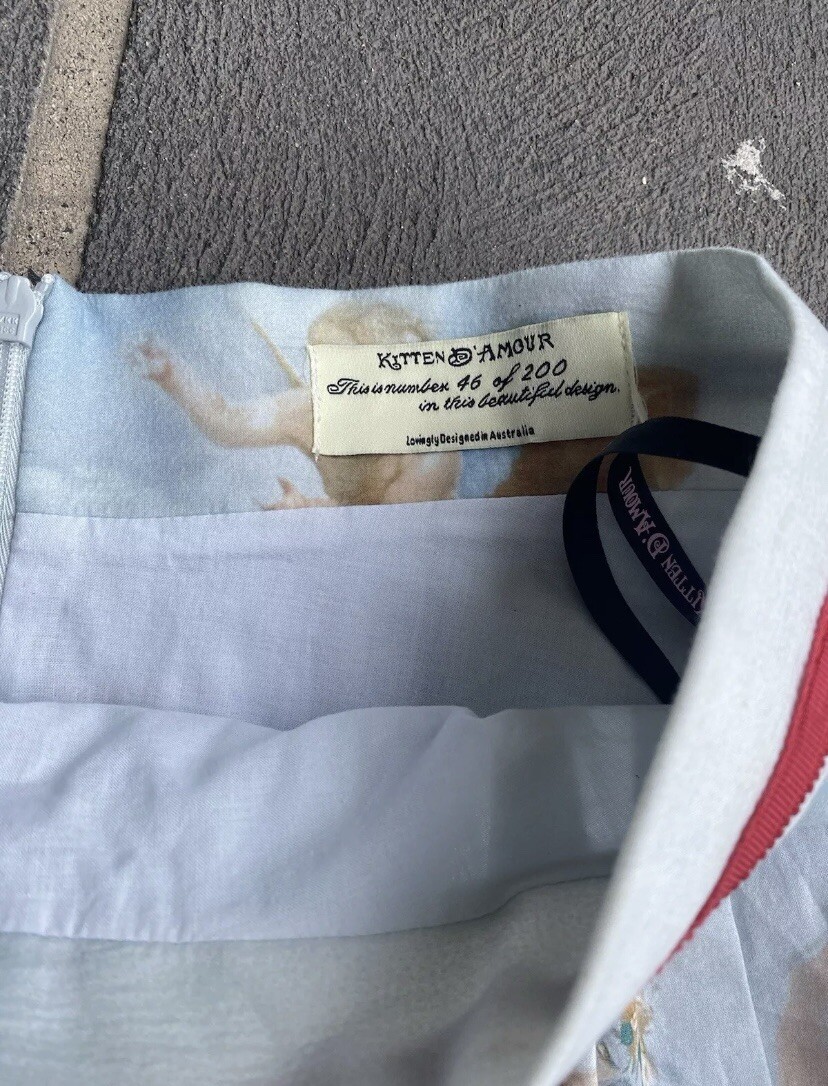 KITTEN D'AMOUR
This is number 46 of 200
in this beautiful design.
Lovingly Designed in Australia
KITTEN D'AMOUR